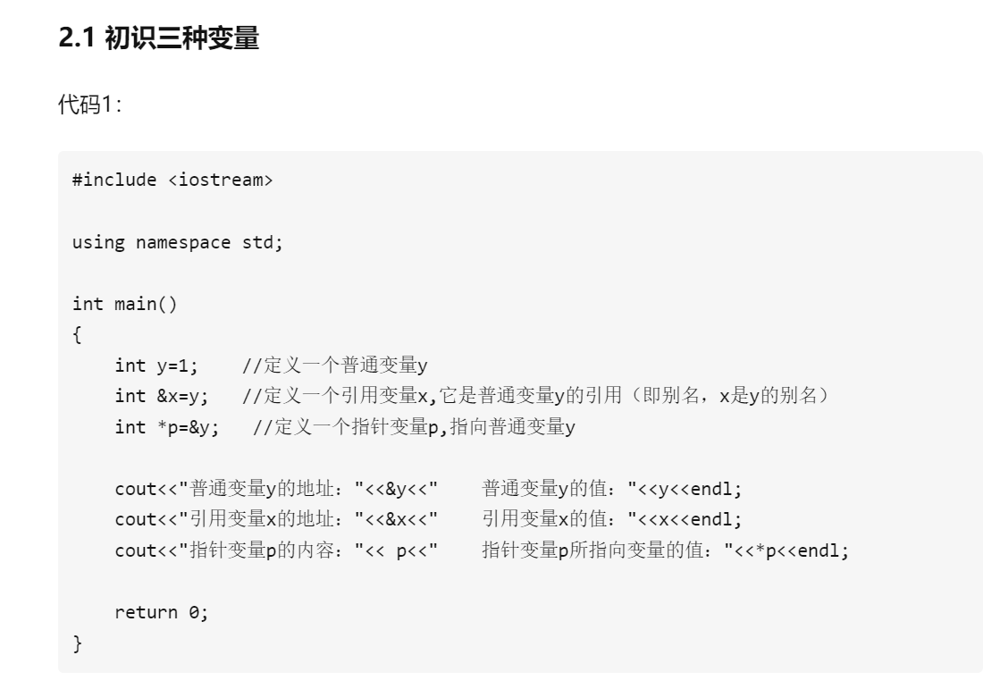 2.1 初识三种变量
代码1：
#include <iostream>
using namespace std;
int main()
{
    int y=1;    //定义一个普通变量y
    int &x=y;   //定义一个引用变量x,它是普通变量y的引用（即别名，x是y的别名）
    int *p=&y;   //定义一个指针变量p,指向普通变量y
    cout<<"普通变量y的地址："<<&y<<"    普通变量y的值："<<y<<endl;
    cout<<"引用变量x的地址："<<&x<<"    引用变量x的值："<<x<<endl;
    cout<<"指针变量p的内容："<< p<<"    指针变量p所指向变量的值："<<*p<<endl;
    return 0;
}